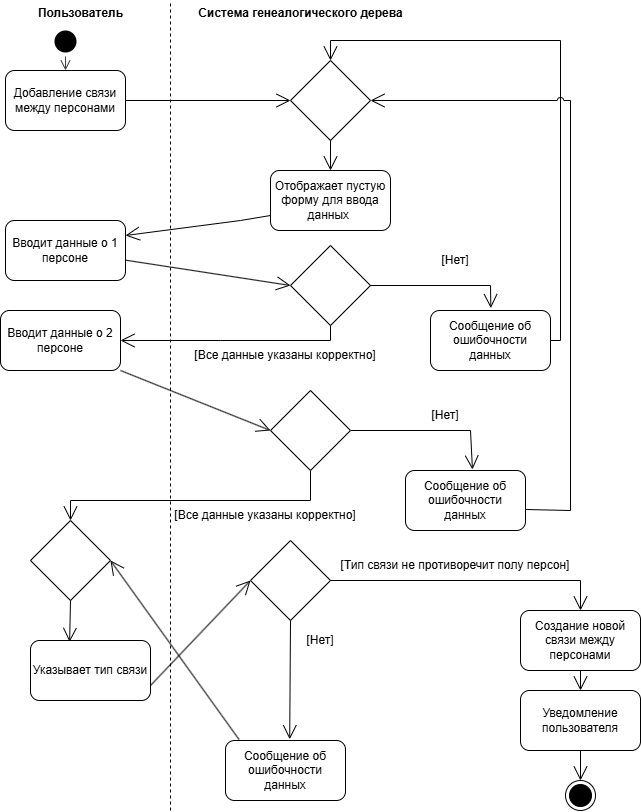 Пользователь
Система генеалогического дерева
Добавление связи
между персонами
Отображает пустую
форму для ввода
данных
Вводит данные о 1
персоне
[Нет]
Вводит данные о 2
персоне
Сообщение об
ошибочности
данных
[Все данные указаны корректно]
[Нет]
Сообщение об
ошибочности
данных
[Все данные указаны корректно]
[Тип связи не противоречит полу персон]
Создание новой
связи между
персонами
[Нет]
Указывает тип связи
Уведомление
пользователя
Сообщение об
ошибочности
данных